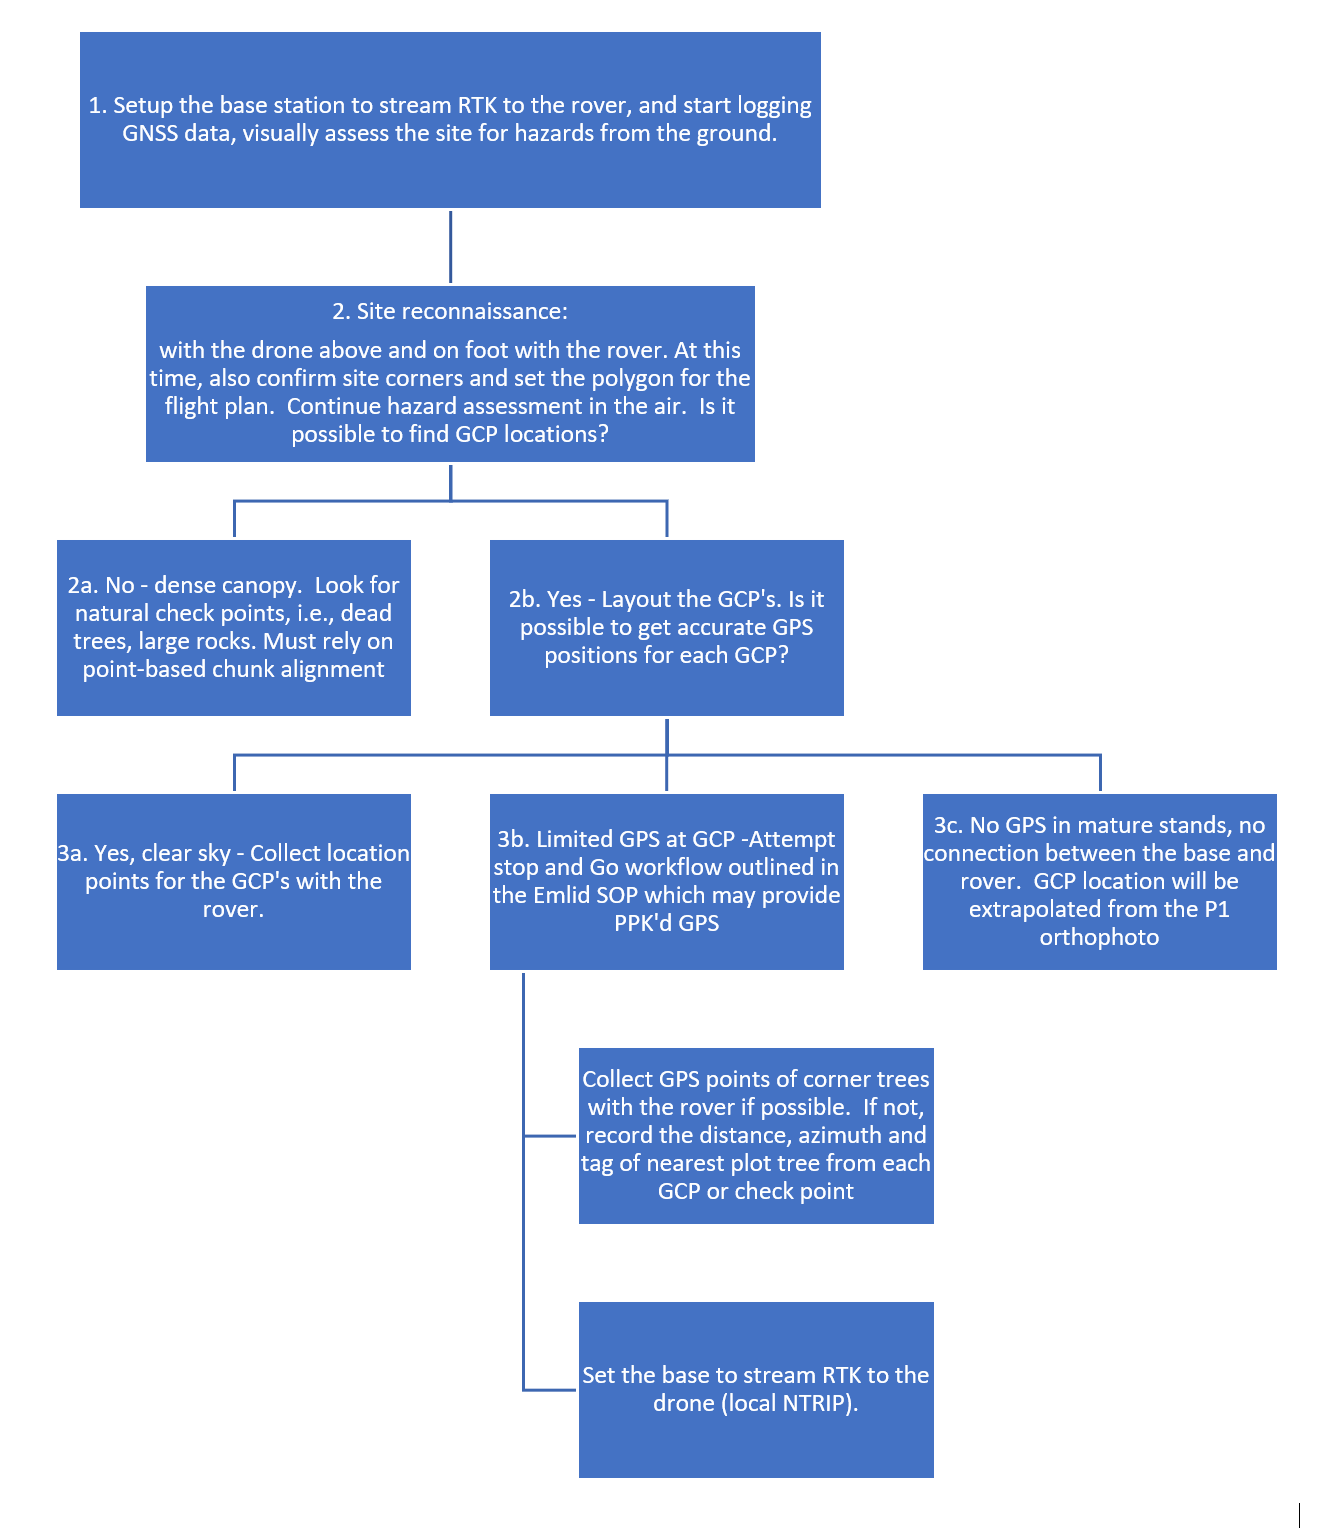 1. Setup the base station to stream RTK to the rover, and start logging
GNSS data, visually assess the site for hazards from the ground.
2. Site reconnaissance:
with the drone above and on foot with the rover. At this
time, also confirm site corners and set the polygon for the
flight plan.  Continue hazard assessment in the air.  Is it
possible to find GCP locations?
2a. No - dense canopy.  Look for
natural check points, i.e., dead
trees, large rocks. Must rely on
point-based chunk alignment
2b. Yes - Layout the GCP's. Is it
possible to get accurate GPS
positions for each GCP?
3a. Yes, clear sky - Collect location
points for the GCP's with the
rover.
3b. Limited GPS at GCP -Attempt
stop and Go workflow outlined in
the Emlid SOP which may provide
PPK'd GPS
3c. No GPS in mature stands, no
connection between the base and
rover.  GCP location will be
extrapolated from the P1
orthophoto
Collect GPS points of corner trees
with the rover if possible.  If not,
record the distance, azimuth and
tag of nearest plot tree from each
GCP or check point
Set the base to stream RTK to the
drone (local NTRIP).